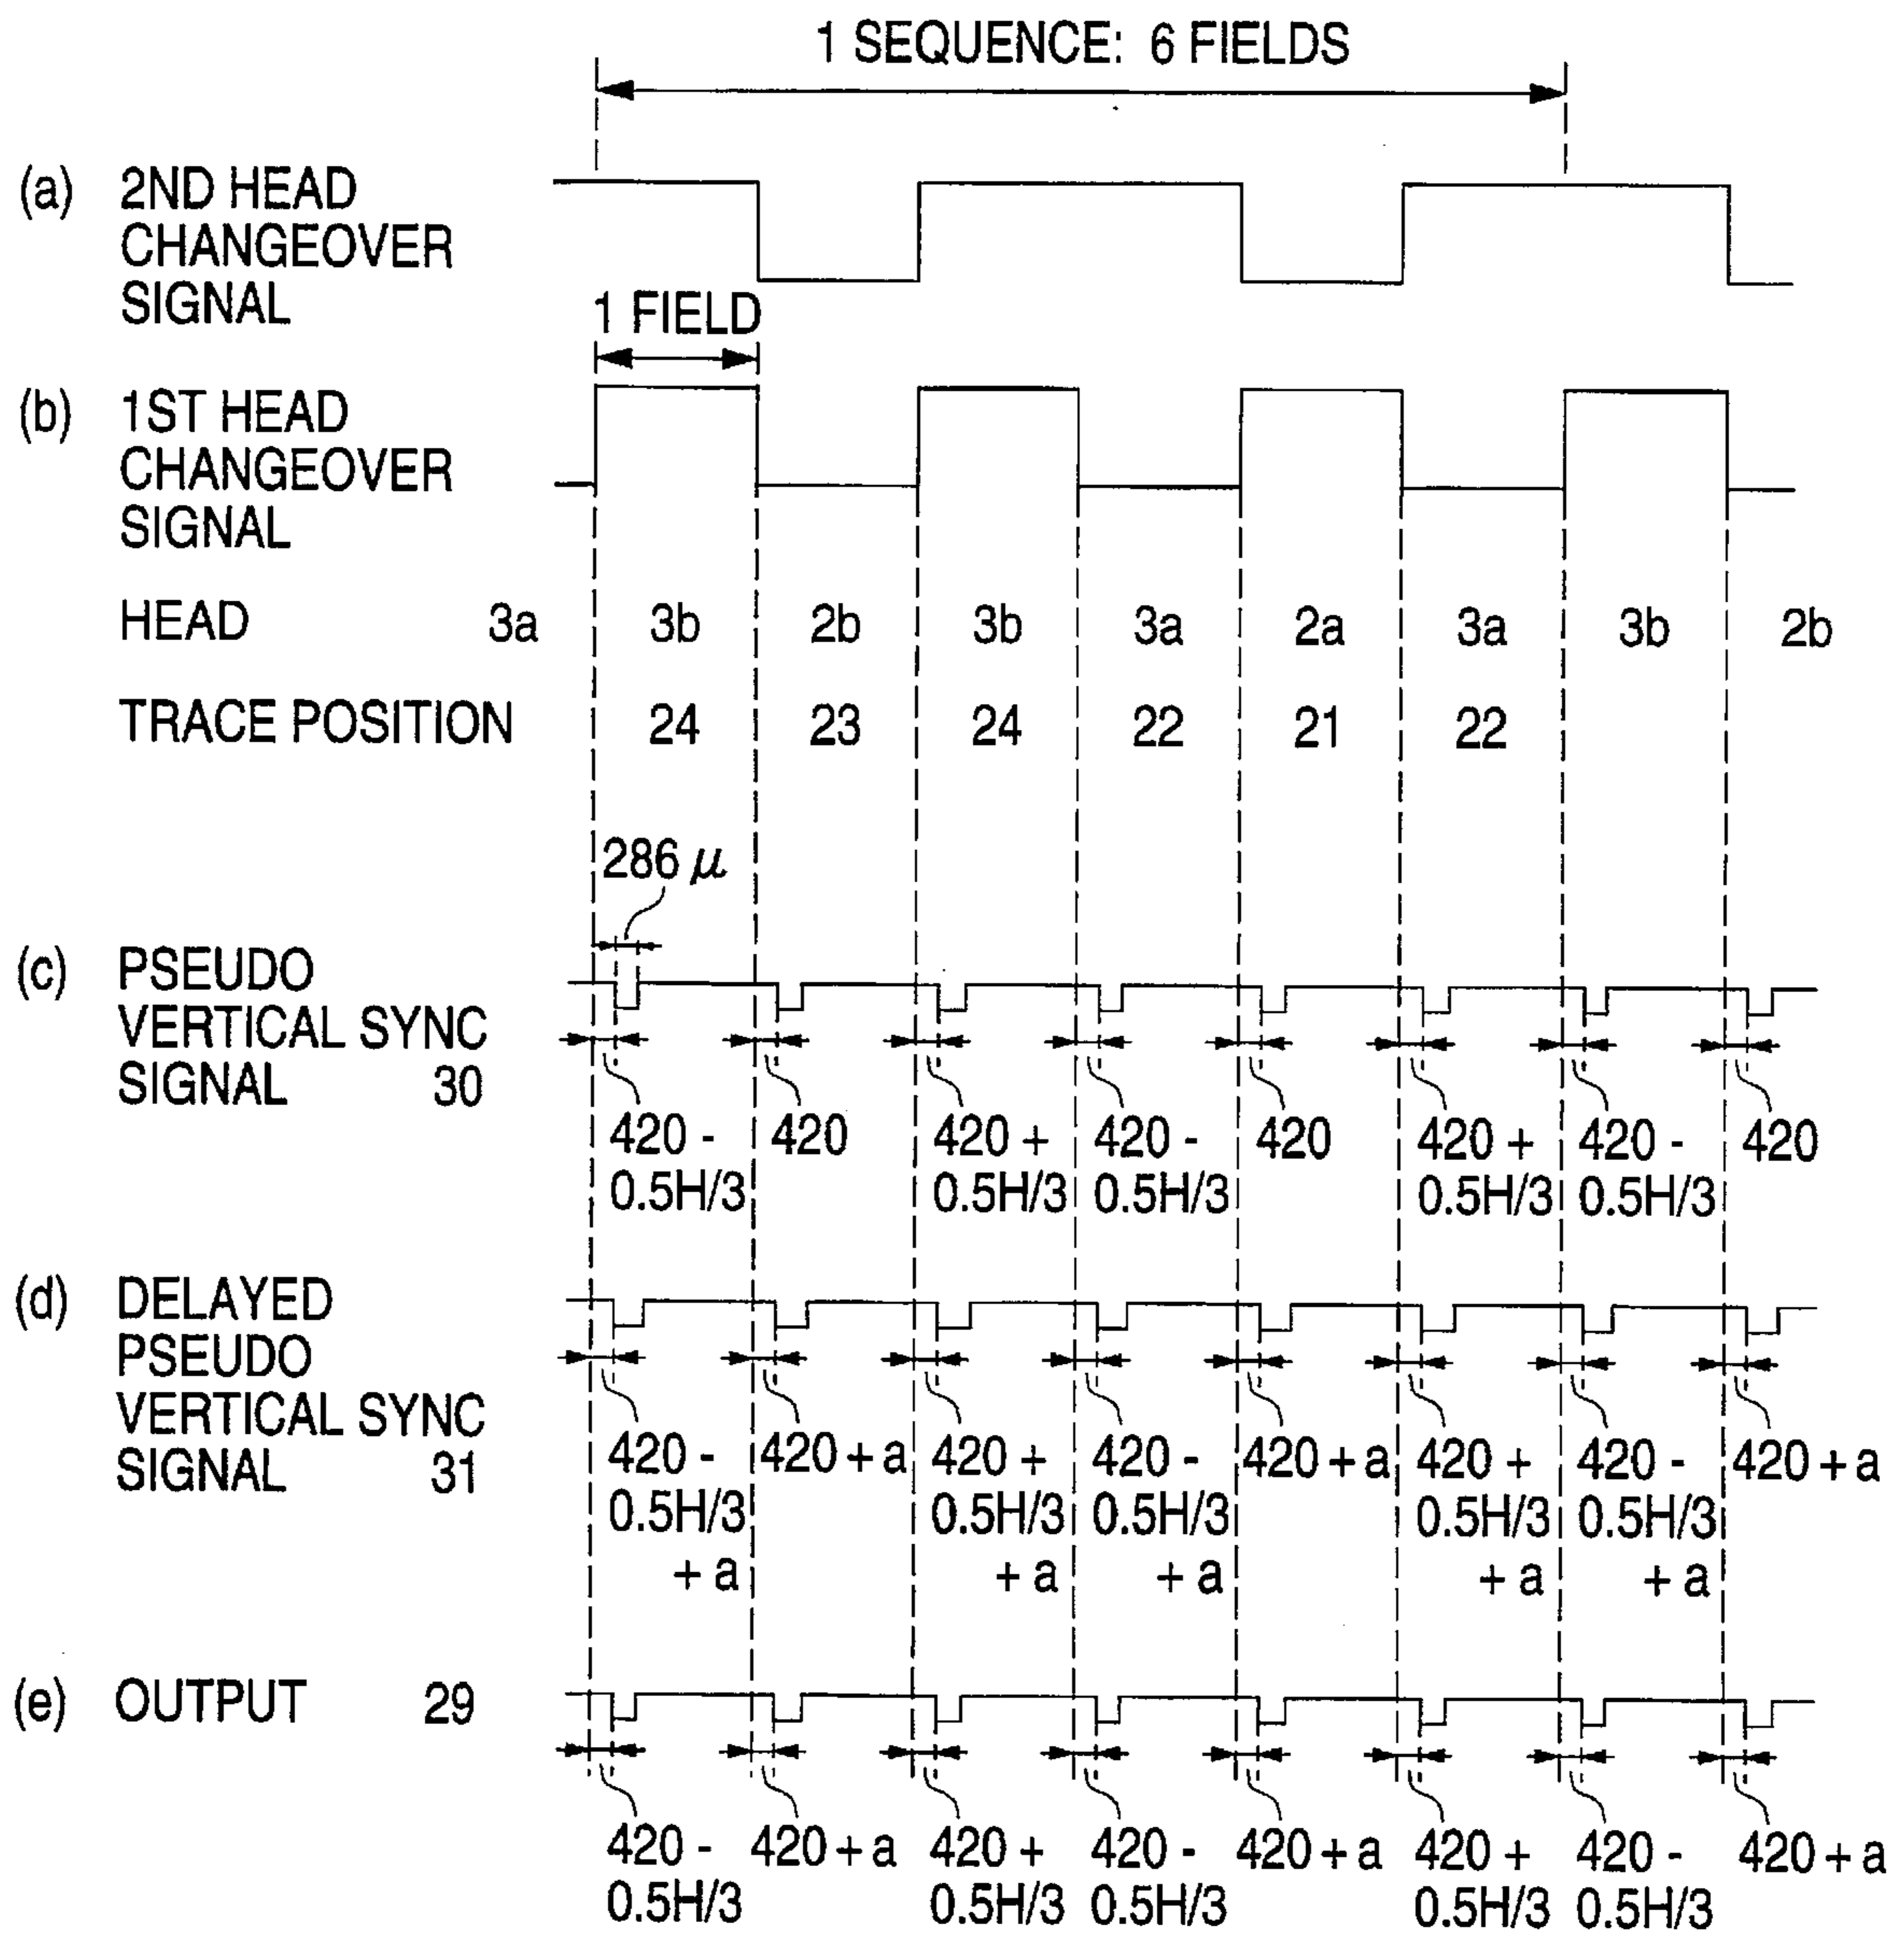 1 SEQUENCE: 6 FIELDS
(a) 2ND HEAD
CHANGEOVER
SIGNAL
1 FIELD
(b) 1ST HEAD
CHANGEOVER
SIGNAL
HEAD 3a 3b 2b 3b 3a 2a 3a 3b 2b
TRACE POSITION 24 23 24 22 21 22
286 μ
(c) PSEUDO
VERTICAL SYNC
SIGNAL 30
420 - 420 420 + 420 - 420 420 + 420 - 420
0.5H/3 0.5H/3 0.5H/3 0.5H/3 0.5H/3
(d) DELAYED
PSEUDO
VERTICAL SYNC
SIGNAL 31
420 - 420 + a 420 + 420 - 420 + a 420 + 420 - 420 + a
0.5H/3 0.5H/3 0.5H/3 0.5H/3 0.5H/3
+ a + a + a + a + a
(e) OUTPUT 29
420 - 420 + a 420 + 420 - 420 + a 420 + 420 - 420 + a
0.5H/3 0.5H/3 0.5H/3 0.5H/3 0.5H/3